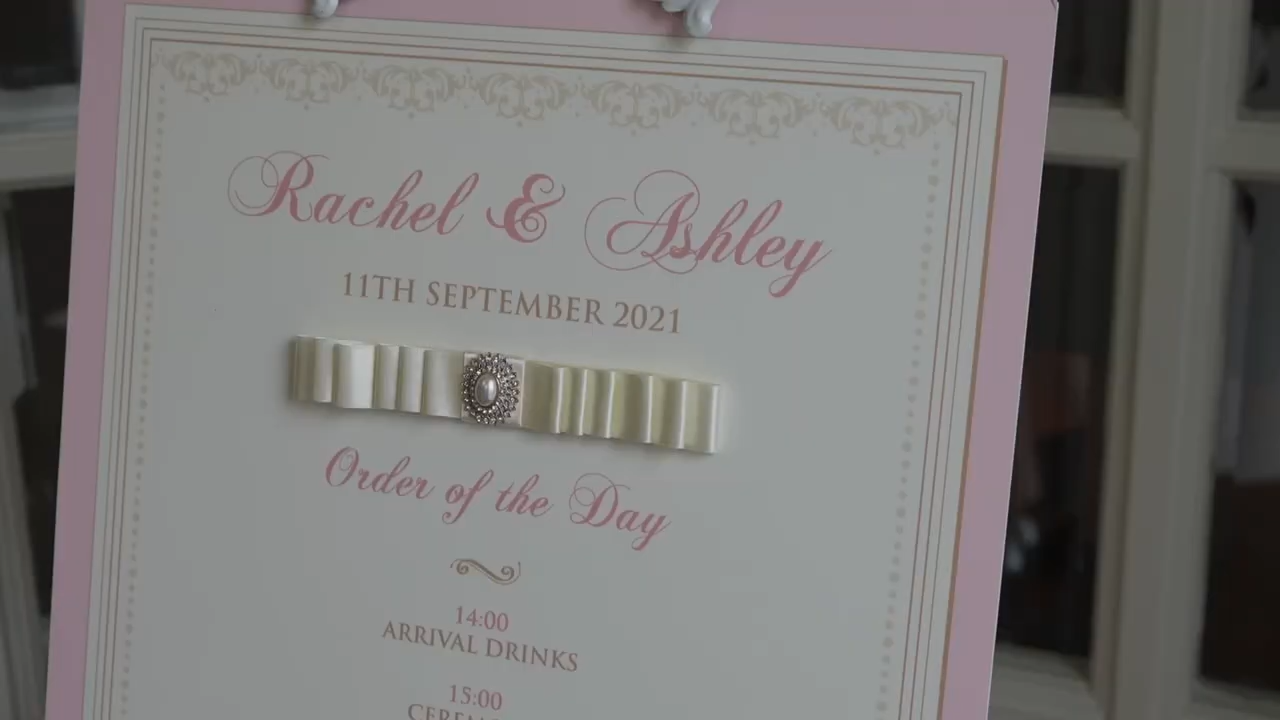 Rachel & Ashley
11TH SEPTEMBER 2021
Order of the Day
14:00
ARRIVAL DRINKS
15:00